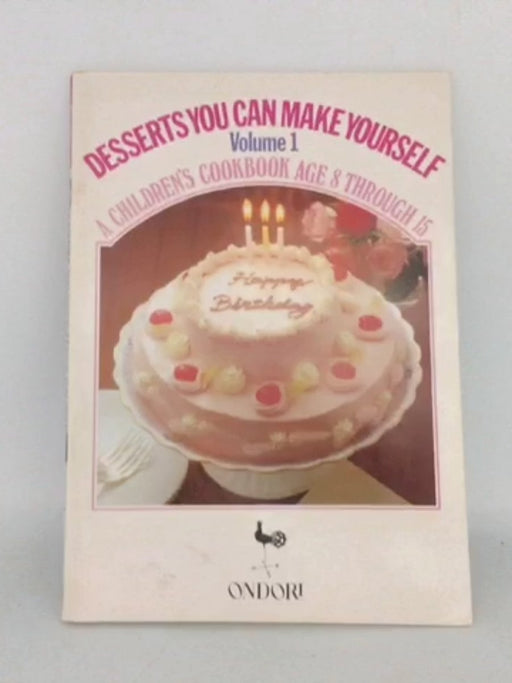 DESSERTS YOU CAN MAKE YOURSELF
Volume 1
A CHILDREN'S COOKBOOK AGE 8 THROUGH 15
Happy
Birthday
ONDORI